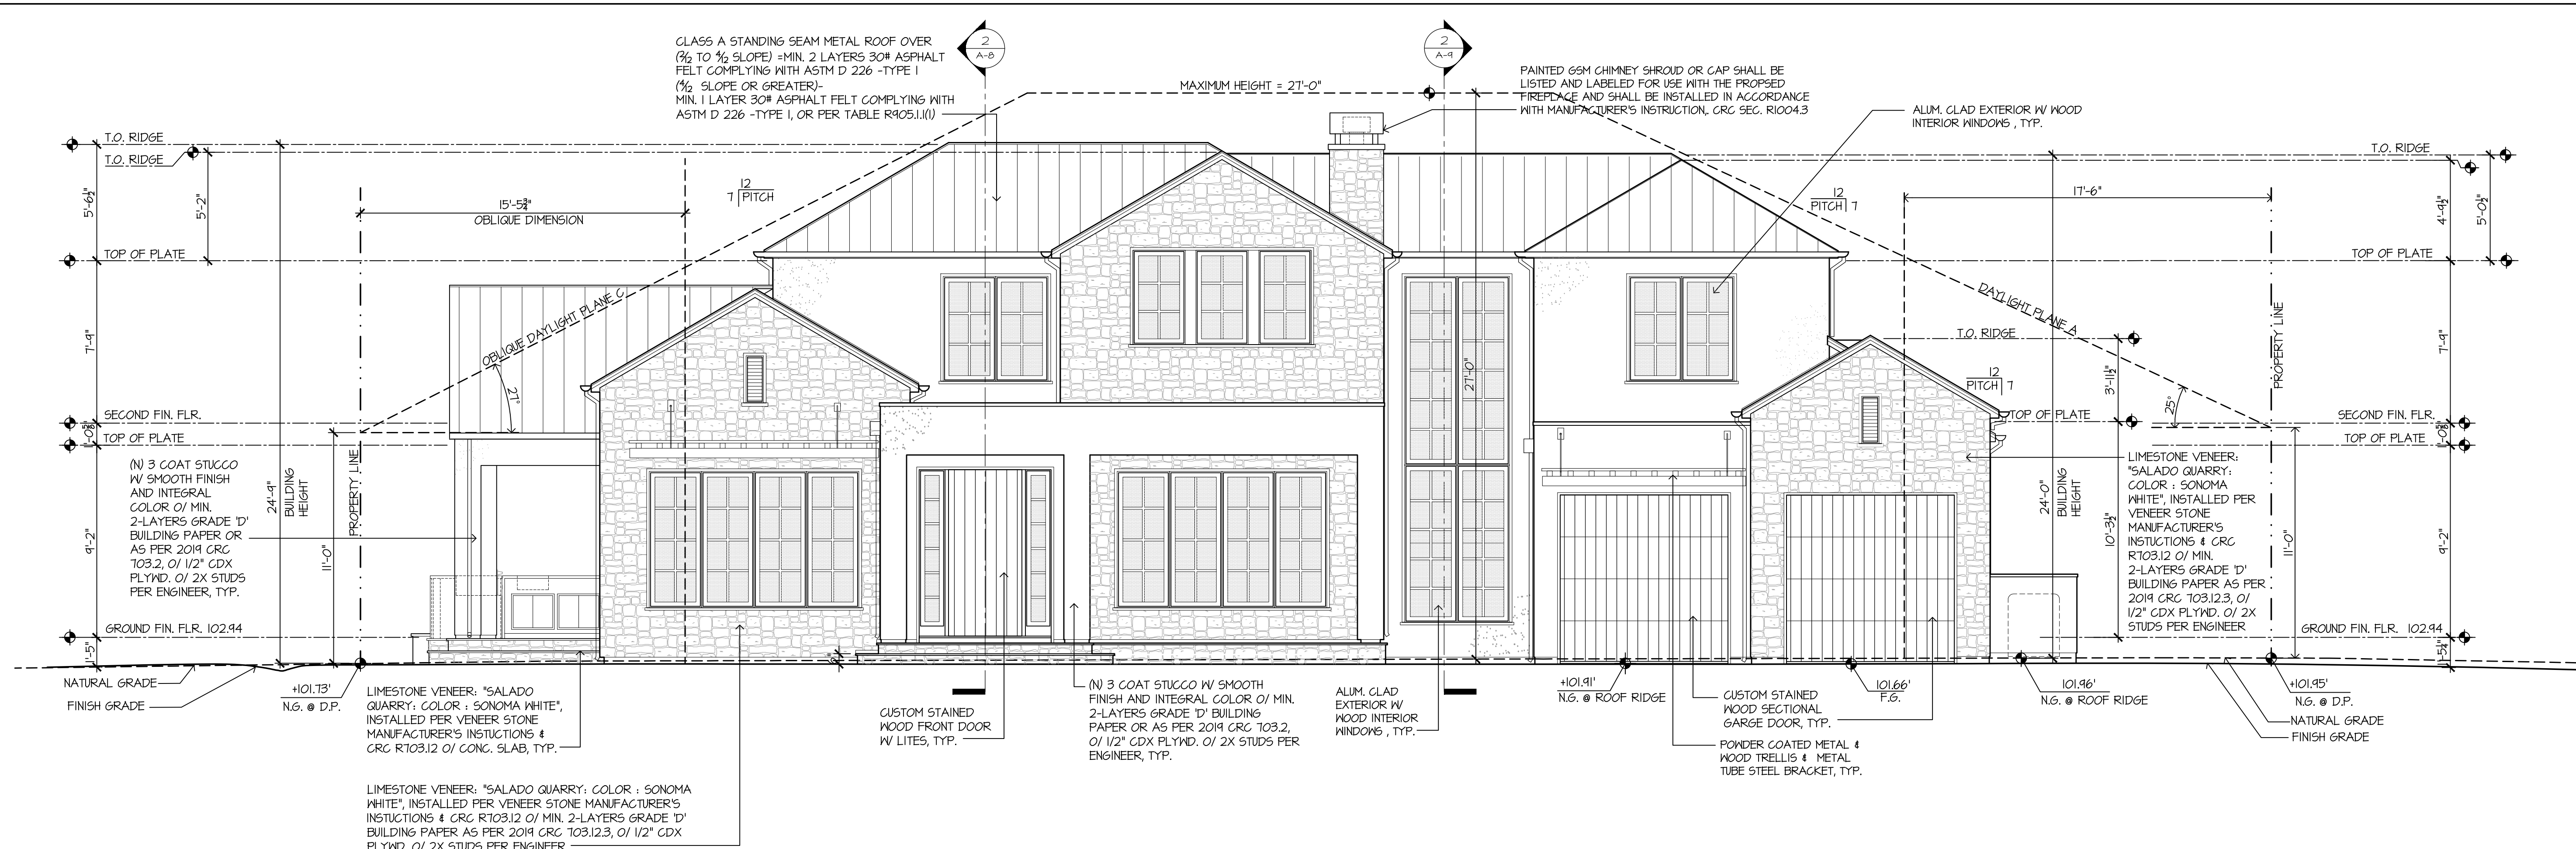 CLASS A STANDING SEAM METAL ROOF OVER
(2/12 TO 4/12 SLOPE) =MIN. 2 LAYERS 30# ASPHALT
FELT COMPLYING WITH ASTM D 226 -TYPE 1
(4/12 SLOPE OR GREATER)-
MIN. 1 LAYER 30# ASPHALT FELT COMPLYING WITH
ASTM D 226 -TYPE 1, OR PER TABLE R905.1.1(1)
2
A-8
MAXIMUM HEIGHT = 27'-0"
2
A-9
PAINTED GSM CHIMNEY SHROUD OR CAP SHALL BE
LISTED AND LABELED FOR USE WITH THE PROPSED
FIREPLACE AND SHALL BE INSTALLED IN ACCORDANCE
WITH MANUFACTURER'S INSTRUCTION,. CRC SEC. R1004.3
ALUM. CLAD EXTERIOR W/ WOOD
INTERIOR WINDOWS , TYP.
T.O. RIDGE
T.O. RIDGE
5'-6 1/2"
5'-2"
15'-5 3/4"
OBLIQUE DIMENSION
12
7 PITCH
12
PITCH 7
17'-6"
T.O. RIDGE
4'-9 1/2"
5'-0 1/2"
TOP OF PLATE
TOP OF PLATE
7'-9"
OBLIQUE DAYLIGHT PLANE C
27°
27'-0"
DAYLIGHT PLANE A
T.O. RIDGE
PROPERTY LINE
7'-9"
12
PITCH 7
3'-11 1/2"
25°
SECOND FIN. FLR.
TOP OF PLATE
SECOND FIN. FLR.
TOP OF PLATE
TOP OF PLATE
(N) 3 COAT STUCCO
W/ SMOOTH FINISH
AND INTEGRAL
COLOR O/ MIN.
2-LAYERS GRADE 'D'
BUILDING PAPER OR
AS PER 2019 CRC
703.2, O/ 1/2" CDX
PLYWD. O/ 2X STUDS
PER ENGINEER, TYP.
9'-2"
24'-9"
BUILDING
HEIGHT
11'-0"
PROPERTY LINE
24'-0"
BUILDING
HEIGHT
10'-3 1/2"
LIMESTONE VENEER:
"SALADO QUARRY:
COLOR : SONOMA
WHITE", INSTALLED PER
VENEER STONE
MANUFACTURER'S
INSTUCTIONS & CRC
R703.12 O/ MIN.
2-LAYERS GRADE 'D'
BUILDING PAPER AS PER
2019 CRC 703.12.3, O/
1/2" CDX PLYWD. O/ 2X
STUDS PER ENGINEER
11'-0"
9'-2"
GROUND FIN. FLR. 102.94
1'-5"
GROUND FIN. FLR. 102.94
1'-5 1/4"
NATURAL GRADE
FINISH GRADE
+101.73'
N.G. @ D.P.
LIMESTONE VENEER: "SALADO
QUARRY: COLOR : SONOMA WHITE",
INSTALLED PER VENEER STONE
MANUFACTURER'S INSTUCTIONS &
CRC R703.12 O/ CONC. SLAB, TYP.
CUSTOM STAINED
WOOD FRONT DOOR
W/ LITES, TYP.
(N) 3 COAT STUCCO W/ SMOOTH
FINISH AND INTEGRAL COLOR O/ MIN.
2-LAYERS GRADE 'D' BUILDING
PAPER OR AS PER 2019 CRC 703.2,
O/ 1/2" CDX PLYWD. O/ 2X STUDS PER
ENGINEER, TYP.
ALUM. CLAD
EXTERIOR W/
WOOD INTERIOR
WINDOWS , TYP.
+101.91'
N.G. @ ROOF RIDGE
CUSTOM STAINED
WOOD SECTIONAL
GARGE DOOR, TYP.
POWDER COATED METAL &
WOOD TRELLIS & METAL
TUBE STEEL BRACKET, TYP.
101.66'
F.G.
101.96'
N.G. @ ROOF RIDGE
+101.95'
N.G. @ D.P.
NATURAL GRADE
FINISH GRADE
LIMESTONE VENEER: "SALADO QUARRY: COLOR : SONOMA
WHITE", INSTALLED PER VENEER STONE MANUFACTURER'S
INSTUCTIONS & CRC R703.12 O/ MIN. 2-LAYERS GRADE 'D'
BUILDING PAPER AS PER 2019 CRC 703.12.3, O/ 1/2" CDX
PLYWD. O/ 2X STUDS PER ENGINEER